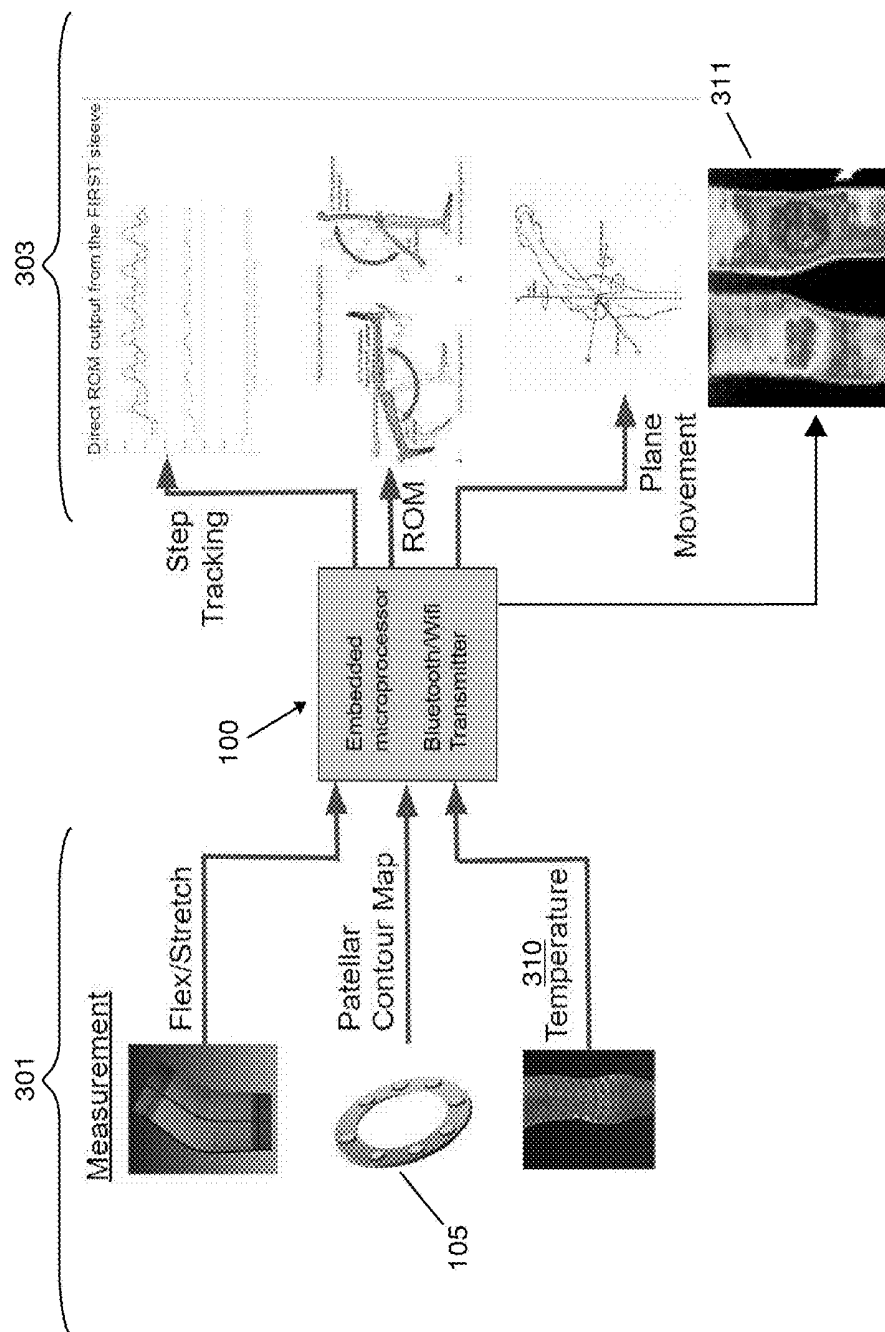 301
303
Measurement
Direct ROM output from the FIRST sleeve
Flex/Stretch
Step
Tracking
100
Embedded
microprocessor
Bluetooth/Wifi
Transmitter
Patellar
Contour Map
ROM
105
310
Temperature
Plane
Movement
311